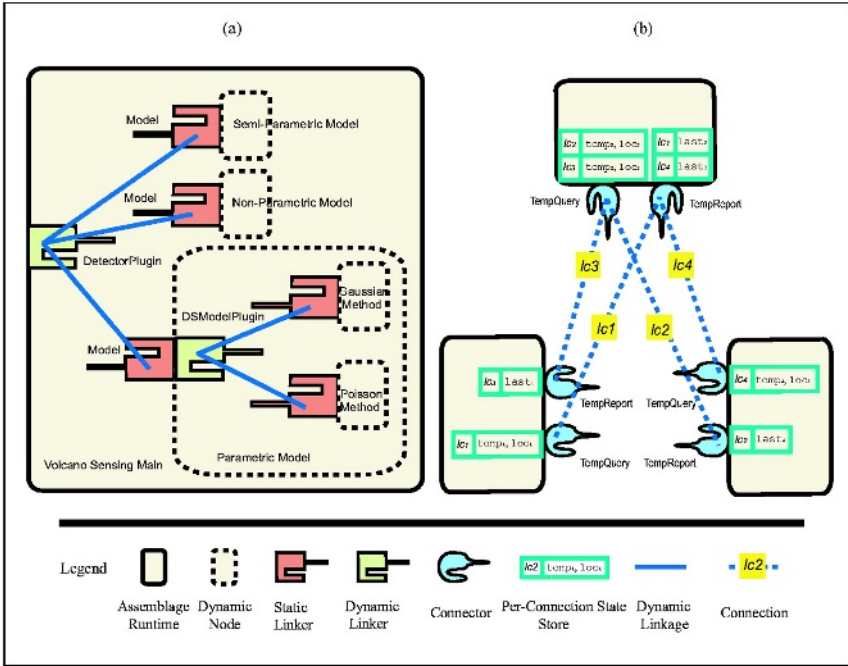 (a)
(b)
Model
Semi-Parametric Model
Model
Non-Parametric Model
DetectorPlugin
DSModelPlugin
Gaussian
Method
Model
Poisson
Method
Volcano Sensing Main
Parametric Model
TempQuery
TempReport
lc3
lc4
lc1
lc2
TempReport
TempQuery
TempQuery
TempReport
Legend
lc2 temp, loc
lc2
Assemblage
Runtime
Dynamic
Node
Static
Linker
Dynamic
Linker
Connector
Per-Connection State
Store
Dynamic
Linkage
Connection